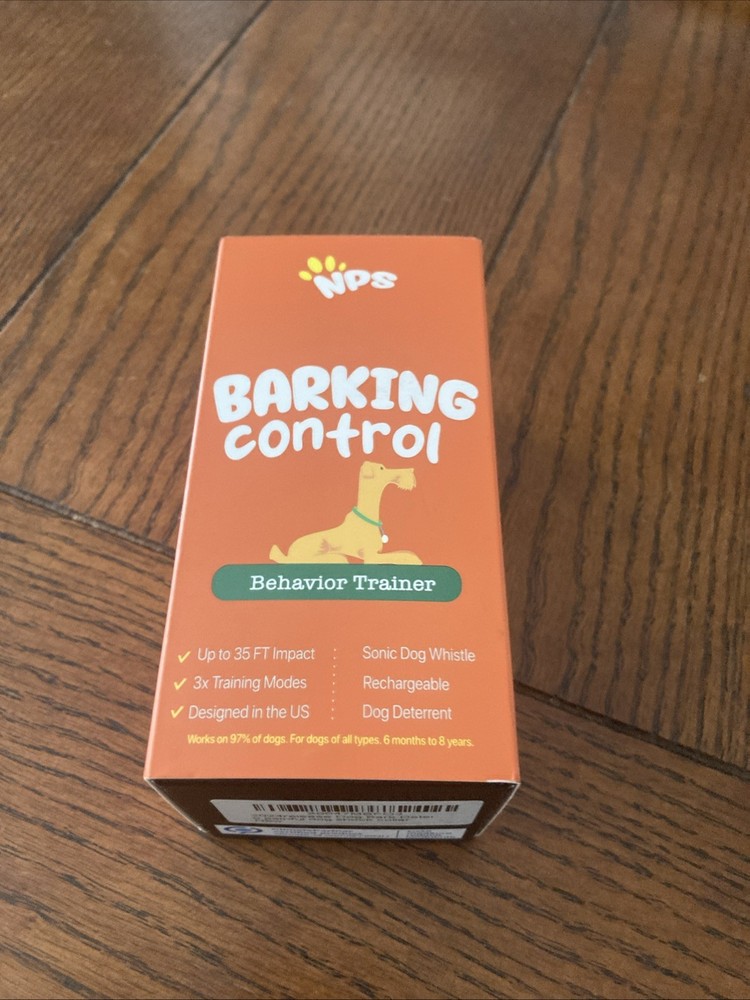 NPS
BARKING
control
Behavior Trainer
Up to 35 FT Impact
3x Training Modes
Designed in the US
Sonic Dog Whistle
Rechargeable
Dog Deterrent
Works on 97% of dogs. For dogs of all types. 6 months to 8 years.